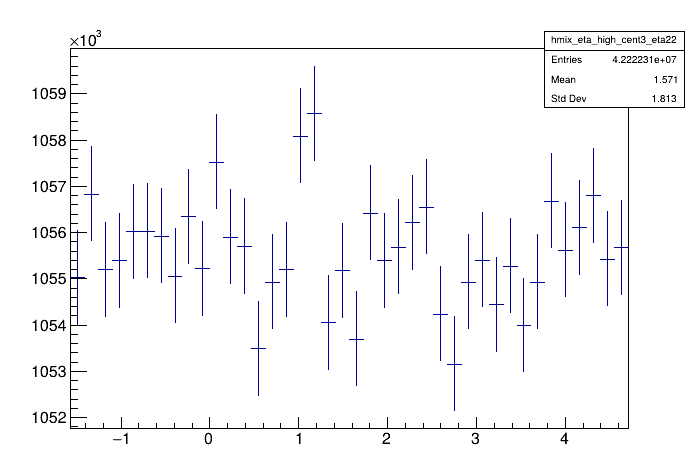 ×10³
hmix_eta_high_cent3_eta22
Entries 4.222231e+07
Mean 1.571
Std Dev 1.813
1059
1058
1057
1056
1055
1054
1053
1052
−1 0 1 2 3 4